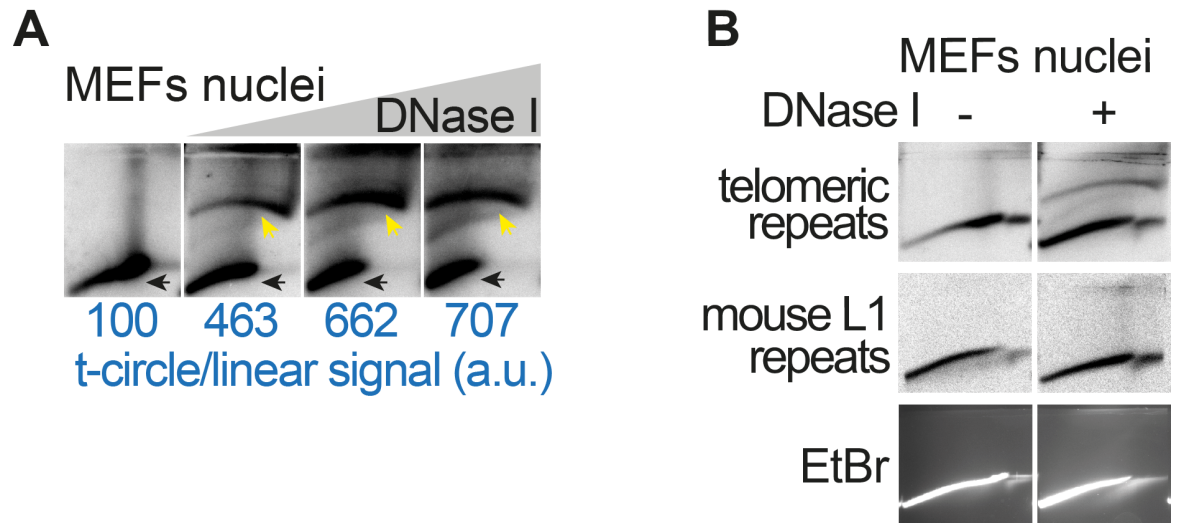 A
MEFs nuclei
DNase I
100 463 662 707
t-circle/linear signal (a.u.)
B
MEFs nuclei
DNase I - +
telomeric
repeats
mouse L1
repeats
EtBr